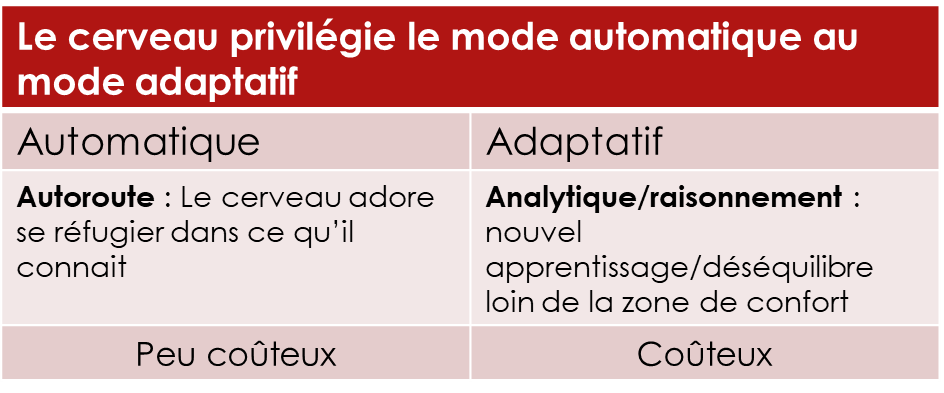 Le cerveau privilégie le mode automatique au
mode adaptatif
Automatique
Adaptatif
Autoroute : Le cerveau adore
se réfugier dans ce qu'il
connait
Analytique/raisonnement :
nouvel
apprentissage/déséquilibre
loin de la zone de confort
Peu coûteux
Coûteux